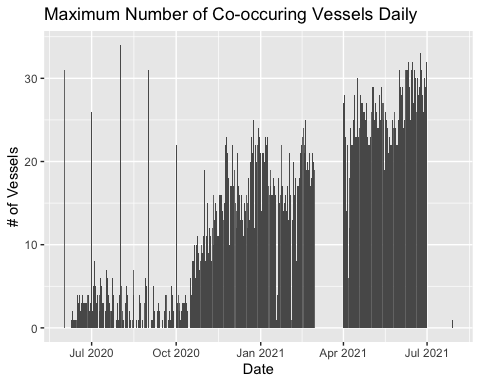 Maximum Number of Co-occuring Vessels Daily
# of Vessels
30
20
10
0
Jul 2020 Oct 2020 Jan 2021 Apr 2021 Jul 2021
Date